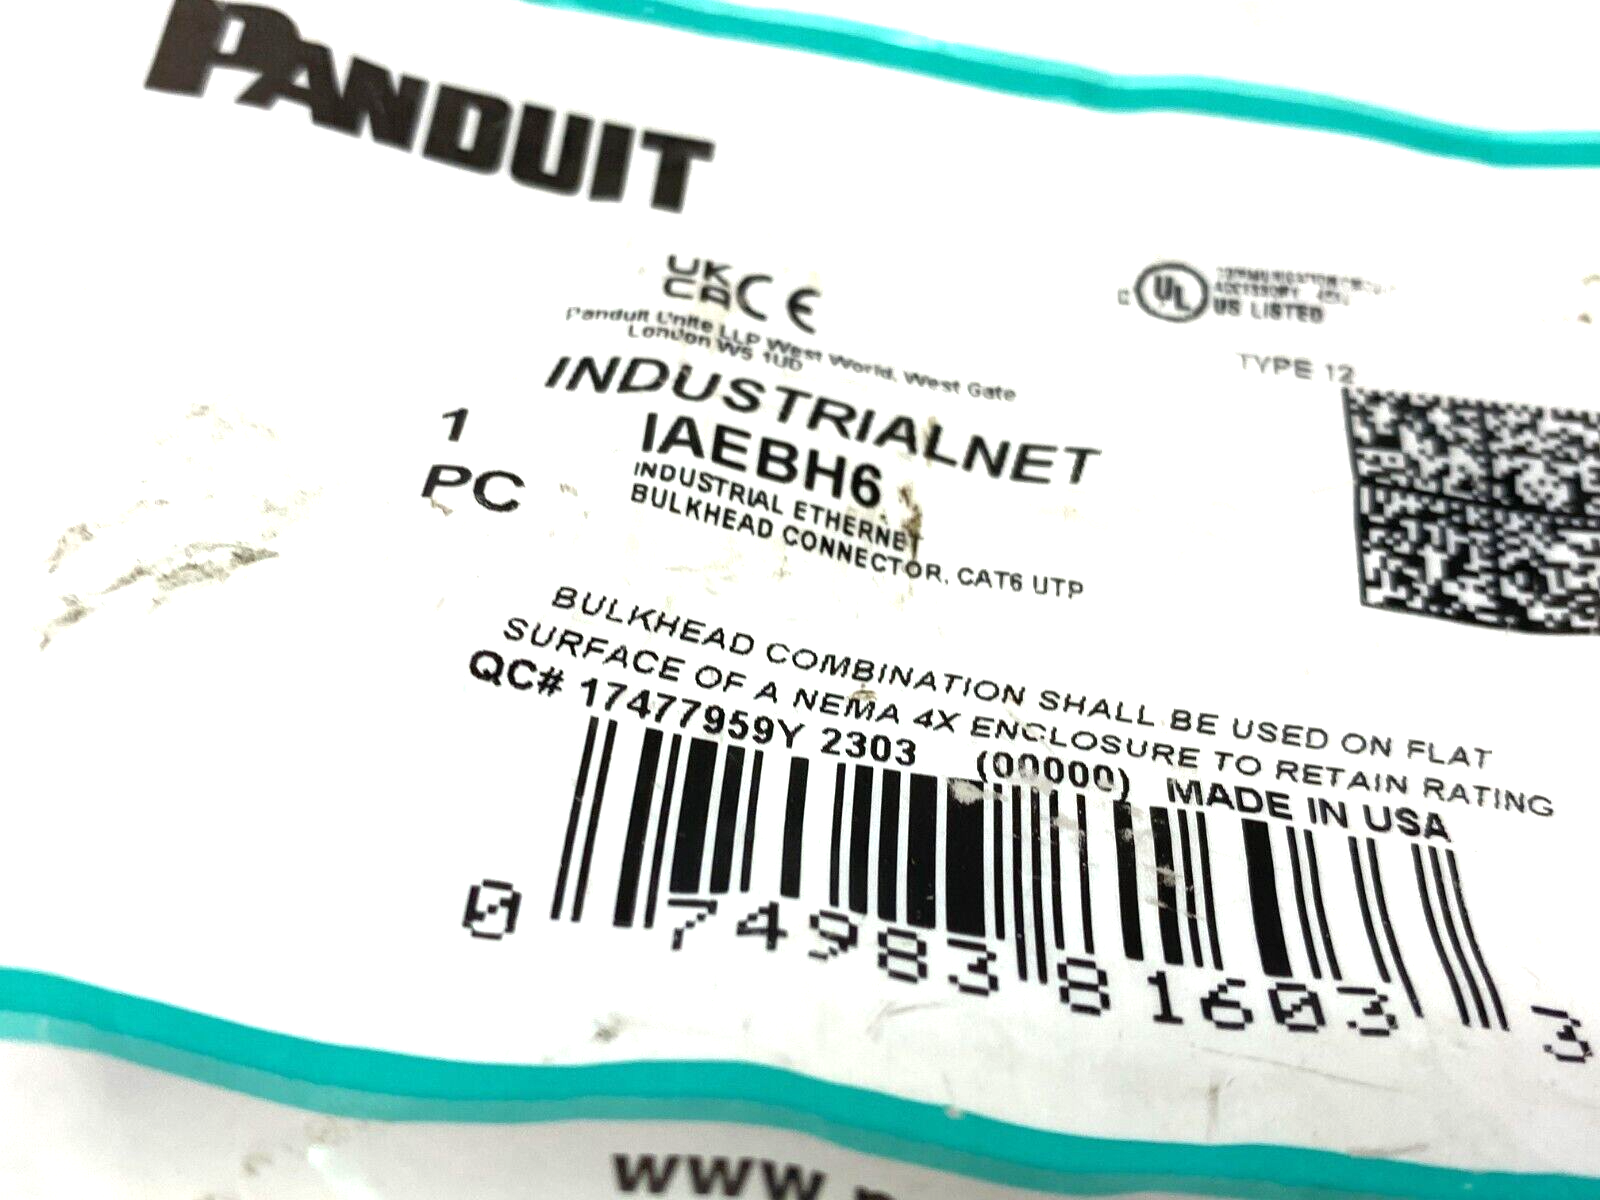 PANDUIT
UK CA CE
Panduit Unite LLP West World, West Gate
London W5 1UD
C UL US LISTED
TYPE 12
INDUSTRIALNET
1 PC
IAEBH6
INDUSTRIAL ETHERNET
BULKHEAD CONNECTOR, CAT6 UTP
BULKHEAD COMBINATION SHALL BE USED ON FLAT
SURFACE OF A NEMA 4X ENCLOSURE TO RETAIN RATING
QC# 17477959Y 2303 (00000) MADE IN USA
0 74983 81603 3
www.